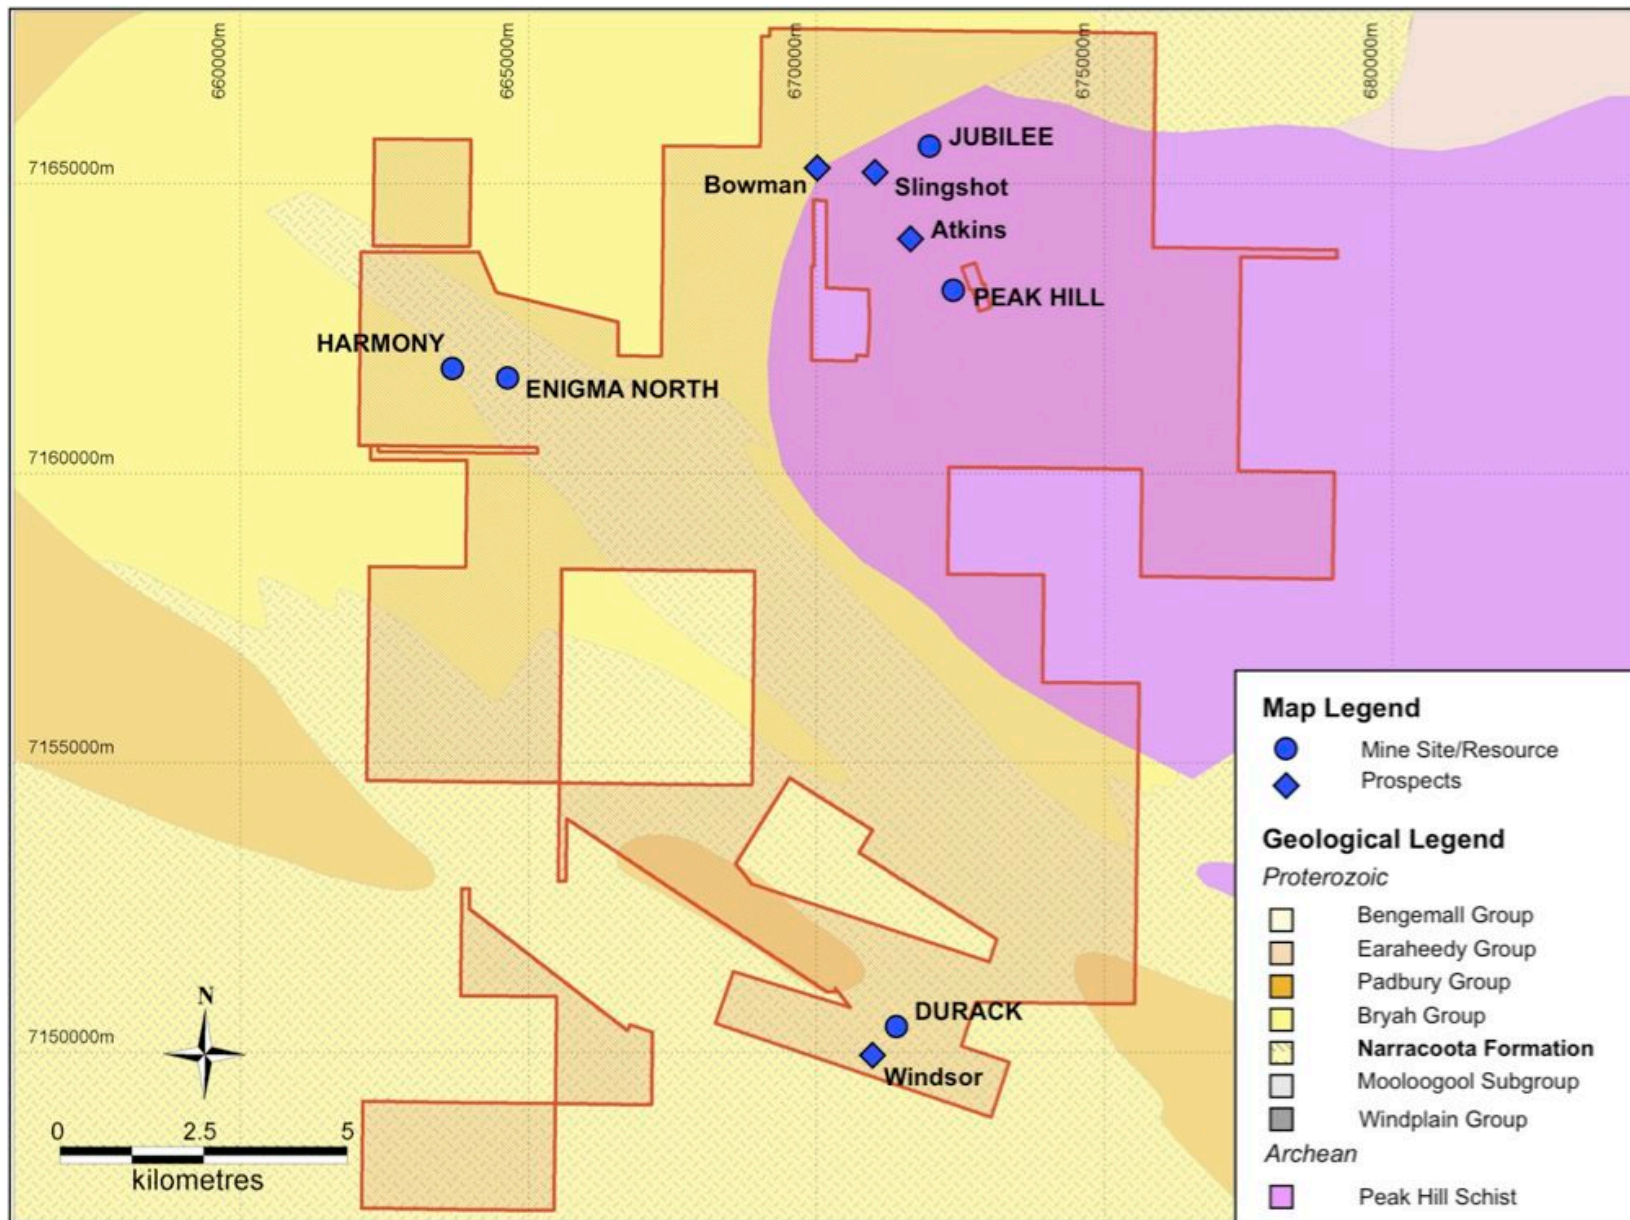 660000m
665000m
670000m
675000m
680000m
7165000m
7160000m
7155000m
7150000m
JUBILEE
Bowman
Slingshot
Atkins
PEAK HILL
HARMONY
ENIGMA NORTH
DURACK
Windsor
N
0 2.5 5
kilometres
Map Legend
Mine Site/Resource
Prospects
Geological Legend
Proterozoic
Bengemall Group
Earaheedy Group
Padbury Group
Bryah Group
Narracoota Formation
Mooloogool Subgroup
Windplain Group
Archean
Peak Hill Schist